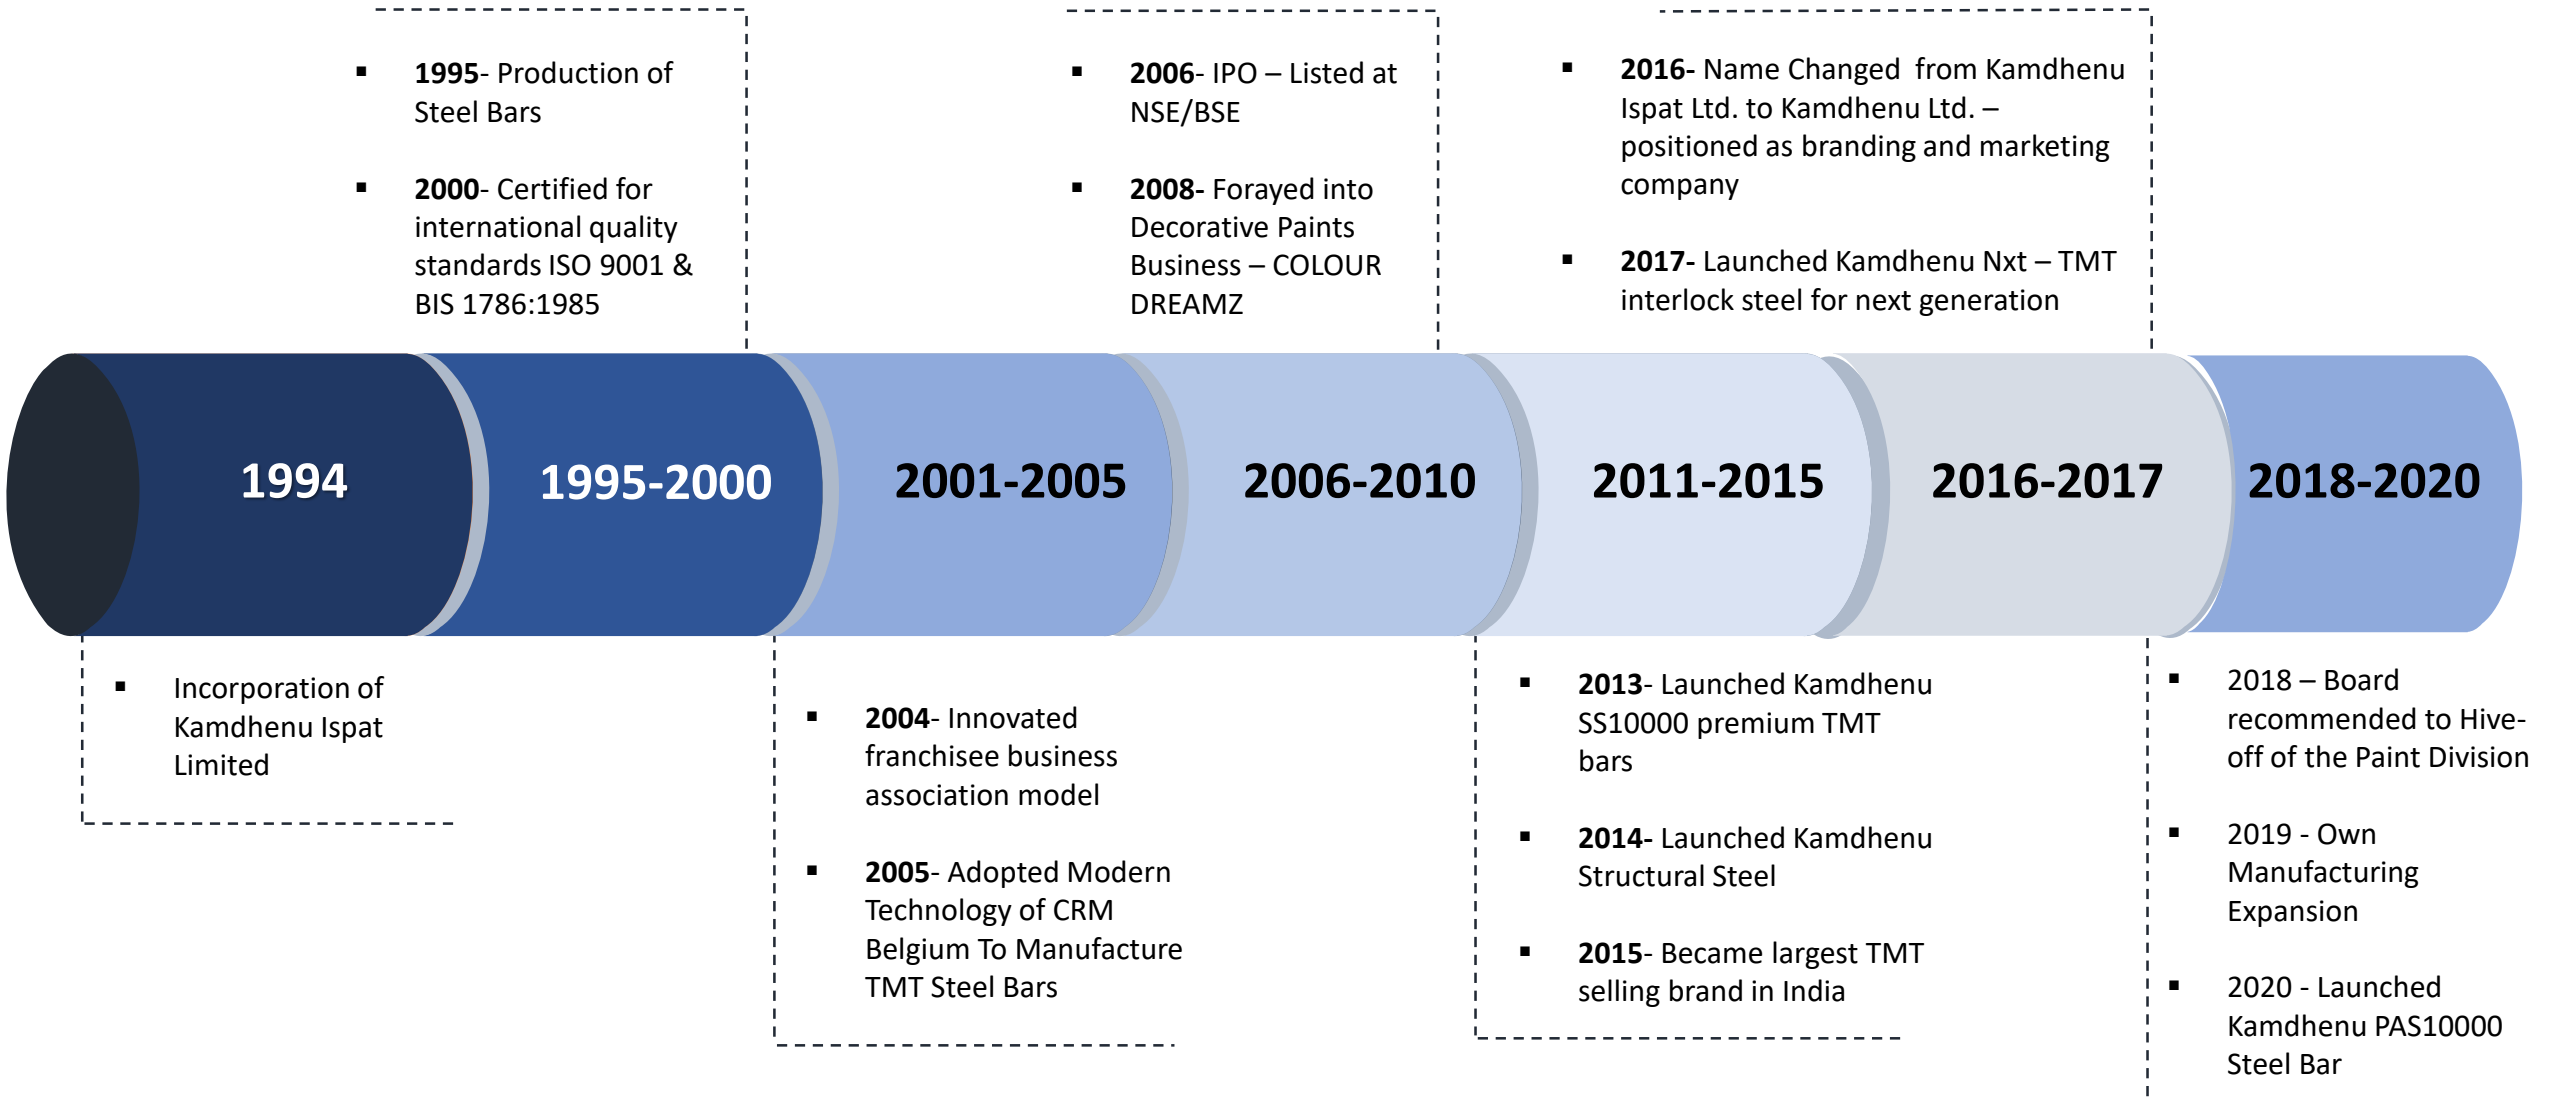 ▪ 1995- Production of
Steel Bars
▪ 2000- Certified for
international quality
standards ISO 9001 &
BIS 1786:1985
▪ 2006- IPO – Listed at
NSE/BSE
▪ 2008- Forayed into
Decorative Paints
Business – COLOUR
DREAMZ
▪ 2016- Name Changed from Kamdhenu
Ispat Ltd. to Kamdhenu Ltd. –
positioned as branding and marketing
company
▪ 2017- Launched Kamdhenu Nxt – TMT
interlock steel for next generation
1994
1995-2000
2001-2005
2006-2010
2011-2015
2016-2017
2018-2020
▪ Incorporation of
Kamdhenu Ispat
Limited
▪ 2004- Innovated
franchisee business
association model
▪ 2005- Adopted Modern
Technology of CRM
Belgium To Manufacture
TMT Steel Bars
▪ 2013- Launched Kamdhenu
SS10000 premium TMT
bars
▪ 2014- Launched Kamdhenu
Structural Steel
▪ 2015- Became largest TMT
selling brand in India
▪ 2018 – Board
recommended to Hive-
off of the Paint Division
▪ 2019 - Own
Manufacturing
Expansion
▪ 2020 - Launched
Kamdhenu PAS10000
Steel Bar